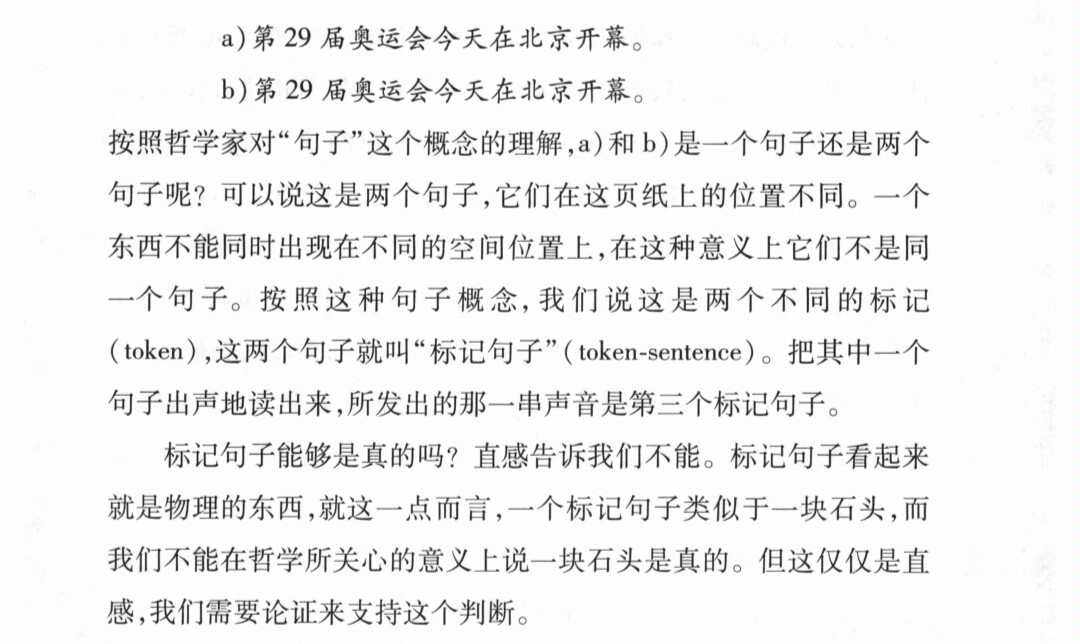 a)第 29 届奥运会今天在北京开幕。
b)第 29 届奥运会今天在北京开幕。
按照哲学家对“句子”这个概念的理解,a)和 b)是一个句子还是两个
句子呢？可以说这是两个句子,它们在这页纸上的位置不同。一个
东西不能同时出现在不同的空间位置上,在这种意义上它们不是同
一个句子。按照这种句子概念,我们说这是两个不同的标记
(token),这两个句子就叫“标记句子”(token-sentence)。把其中一个
句子出声地读出来,所发出的那一串声音是第三个标记句子。
标记句子能够是真的吗？直感告诉我们不能。标记句子看起来
就是物理的东西,就这一点而言,一个标记句子类似于一块石头,而
我们不能在哲学所关心的意义上说一块石头是真的。但这仅仅是直
感,我们需要论证来支持这个判断。